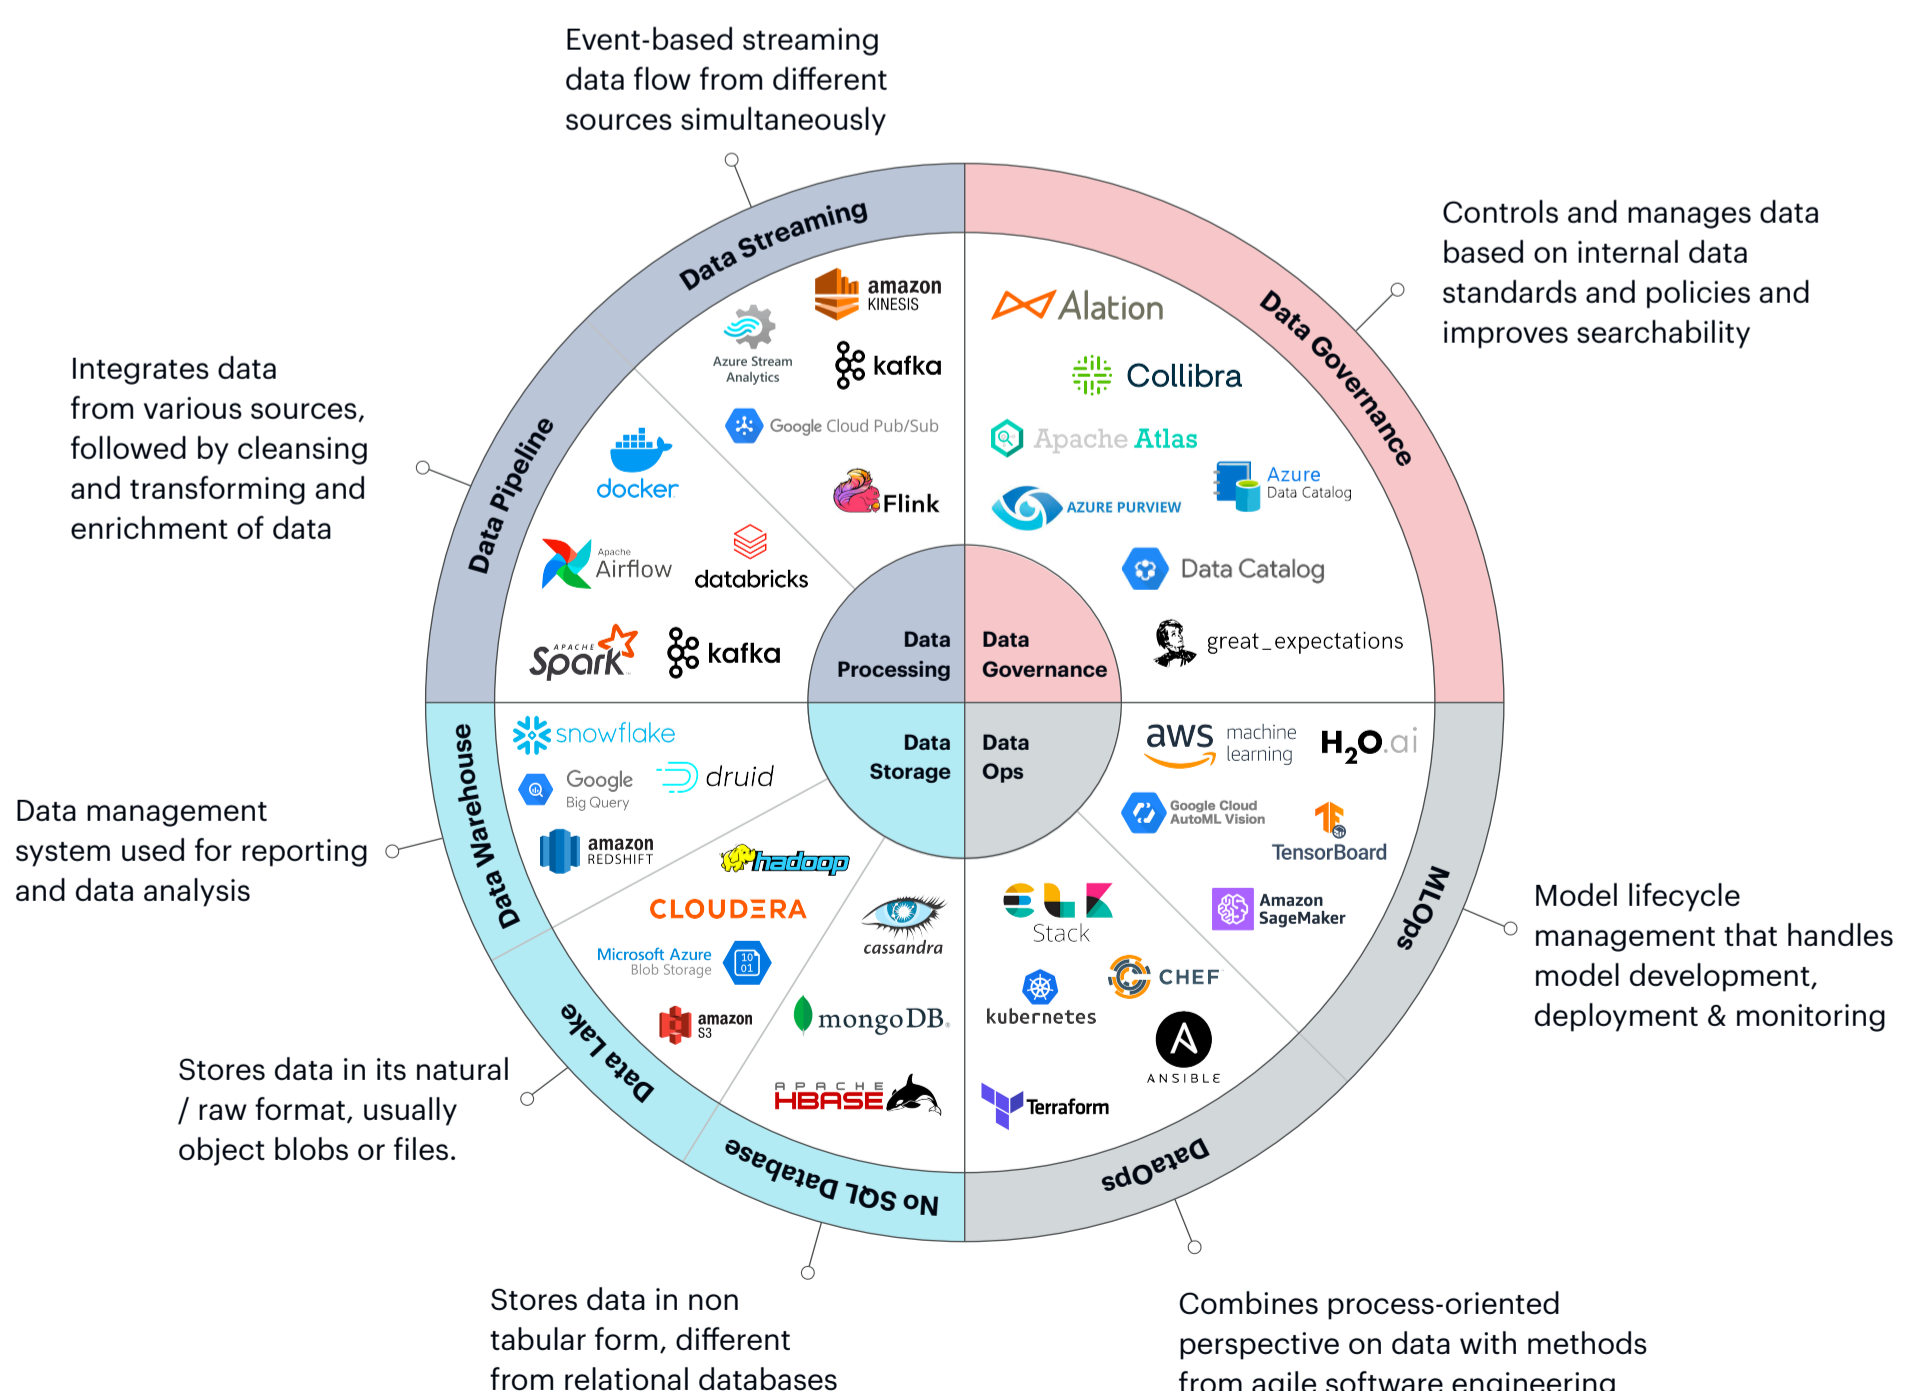 Event-based streaming
data flow from different
sources simultaneously
Controls and manages data
based on internal data
standards and policies and
improves searchability
Integrates data
from various sources,
followed by cleansing
and transforming and
enrichment of data
Data management
system used for reporting
and data analysis
Stores data in its natural
/ raw format, usually
object blobs or files.
Stores data in non
tabular form, different
from relational databases
Combines process-oriented
perspective on data with methods
from agile software engineering
Model lifecycle
management that handles
model development,
deployment & monitoring
Data Streaming
amazon
KINESIS
Azure Stream
Analytics
kafka
Google Cloud Pub/Sub
Flink
Data Pipeline
docker
Apache
Airflow
databricks
APACHE
Spark
kafka
Data Governance
Alation
Collibra
Apache Atlas
AZURE PURVIEW
Azure
Data Catalog
Data Catalog
great_expectations
Data
Processing
Data
Governance
Data
Storage
Data
Ops
Data Warehouse
snowflake
Google
Big Query
druid
amazon
REDSHIFT
Data Lake
hadoop
CLOUDERA
Microsoft Azure
Blob Storage
10
01
amazon
S3
No SQL Database
cassandra
mongoDB
APACHE
HBASE
MLOps
aws machine
learning
H2O.ai
Google Cloud
AutoML Vision
TensorBoard
Amazon
SageMaker
DataOps
ELK
Stack
kubernetes
CHEF
ANSIBLE
Terraform